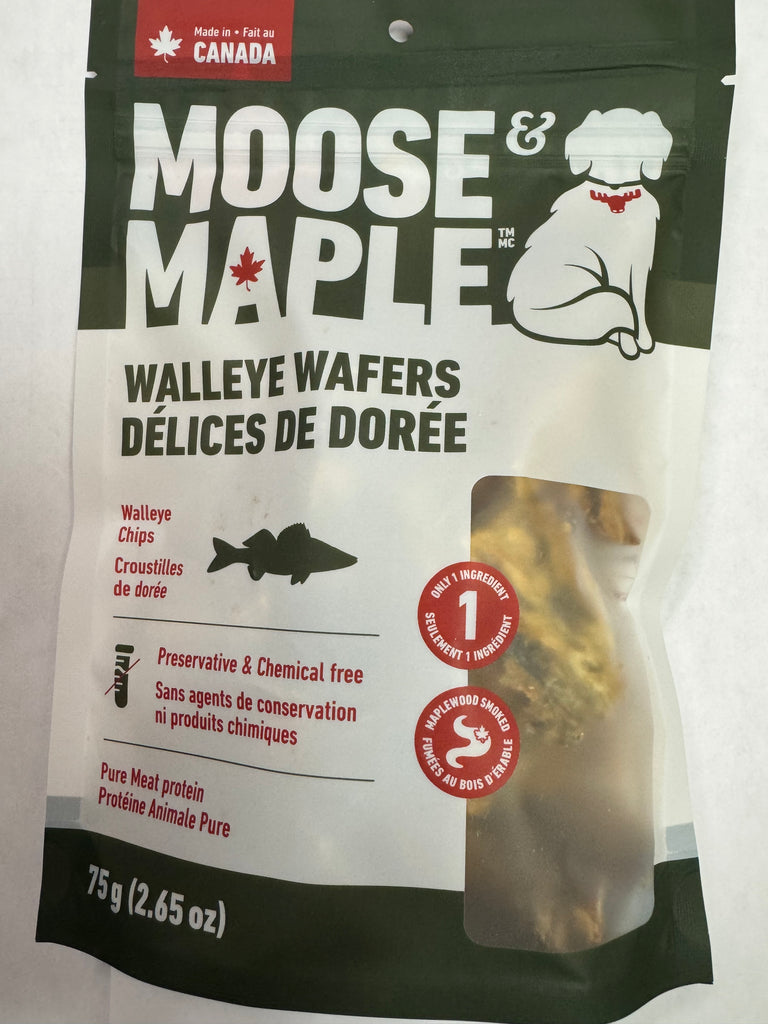 Made in • Fait au
CANADA
MOOSE &
MAPLE TM MC
WALLEYE WAFERS
DÉLICES DE DORÉE
Walleye
Chips
Croustilles
de dorée
ONLY 1 INGREDIENT
1
SEULEMENT 1 INGRÉDIENT
Preservative & Chemical free
Sans agents de conservation
ni produits chimiques
MAPLEWOOD SMOKED
FUMÉES AU BOIS D'ÉRABLE
Pure Meat protein
Protéine Animale Pure
75 g (2.65 oz)